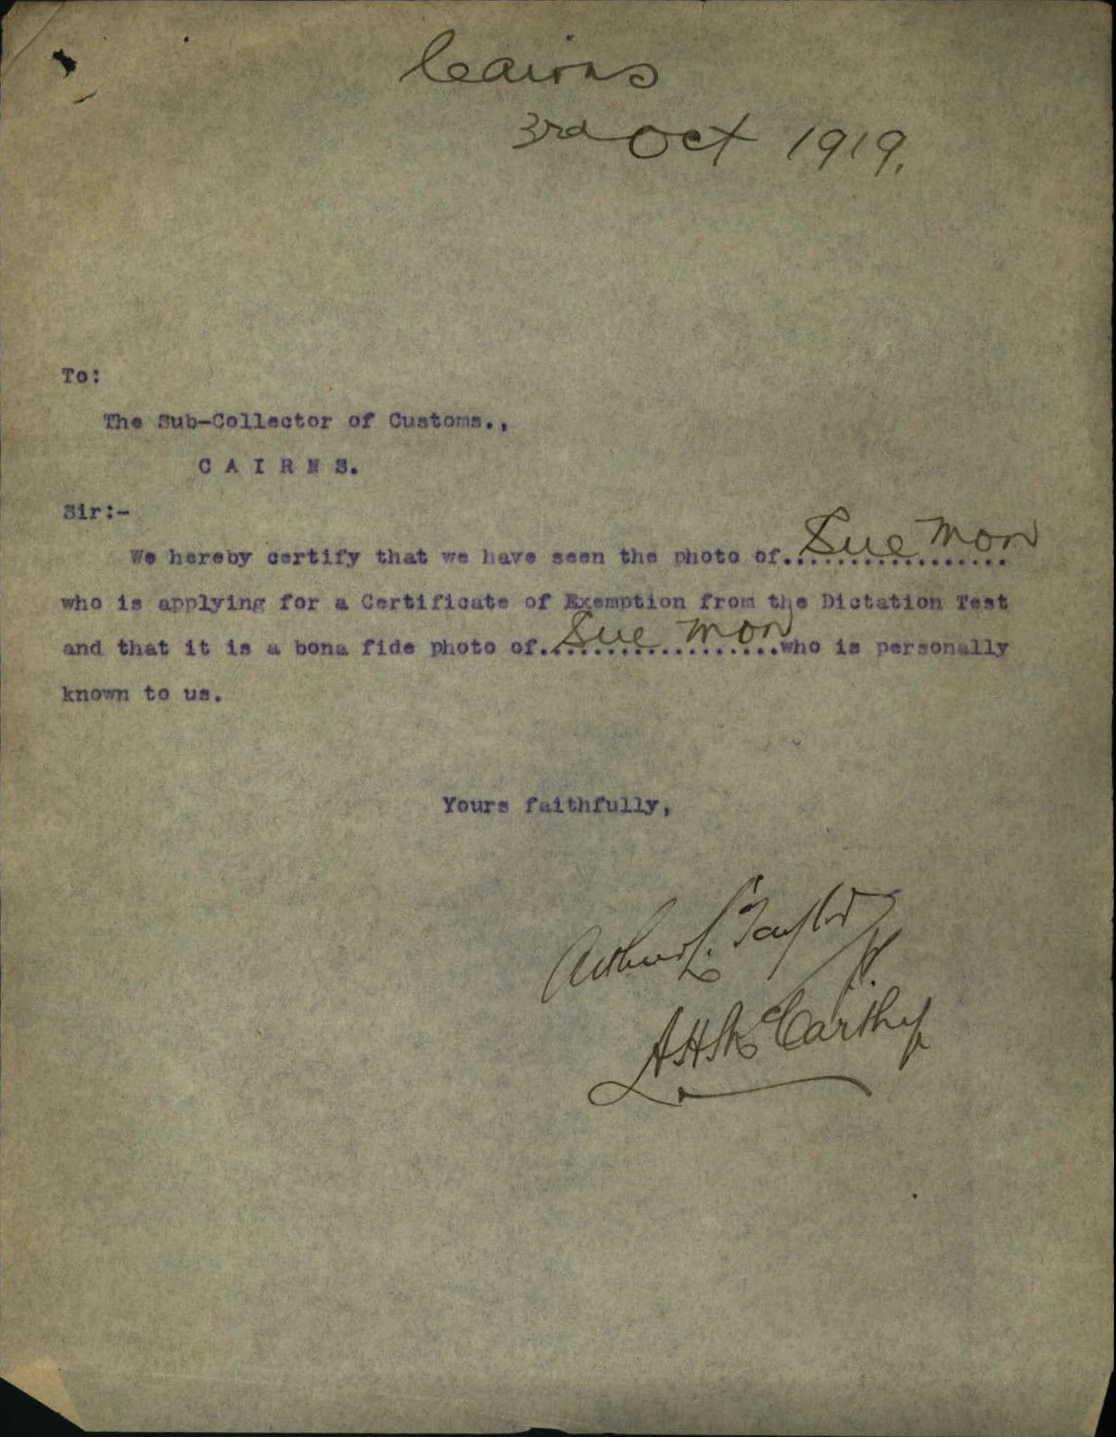 Cairns
3rd Oct 1919.
To:
The Sub-Collector of Customs.,
C A I R N S.
Sir:-
We hereby certify that we have seen the photo of..Sue Mon
who is applying for a Certificate of Exemption from the Dictation Test
and that it is a bona fide photo of..Sue Mon who is personally
known to us.
Yours faithfully,
Arthur L. Taylor
A H McCarthy